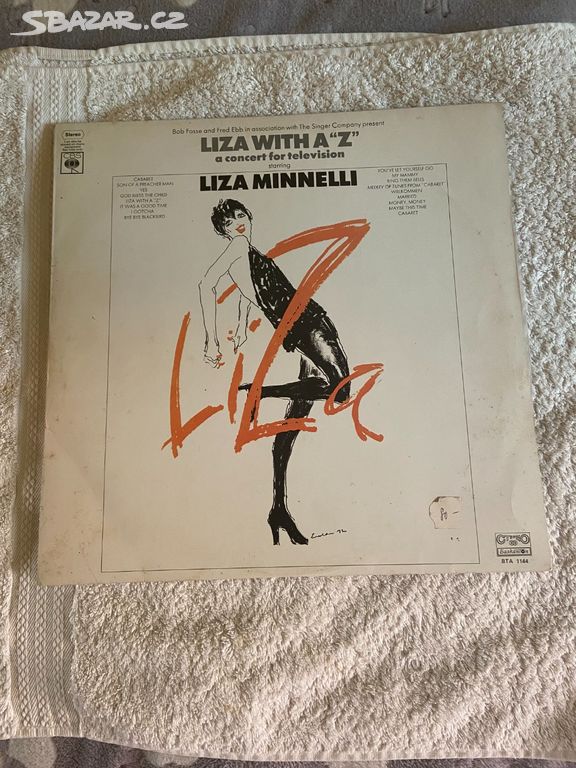 SBAZAR.CZ
Stereo
CBS
Bob Fosse and Fred Ebb in association with The Singer Company present
LIZA WITH A "Z"
a concert for television
starring
LIZA MINNELLI
CABARET
SON OF A PREACHER MAN
YES
GOD BLESS THE CHILD
LIZA WITH A "Z"
IT WAS A GOOD TIME
I GOTCHA
BYE BYE BLACKBIRD
YOU'VE LET YOURSELF GO
MY MAMMY
RING THEM BELLS
MEDLEY OF TUNES FROM "CABARET"
WILLKOMMEN
MARRIED
MONEY, MONEY
MAYBE THIS TIME
CABARET
LiZa
80 -
Balkanton
BTA 1144